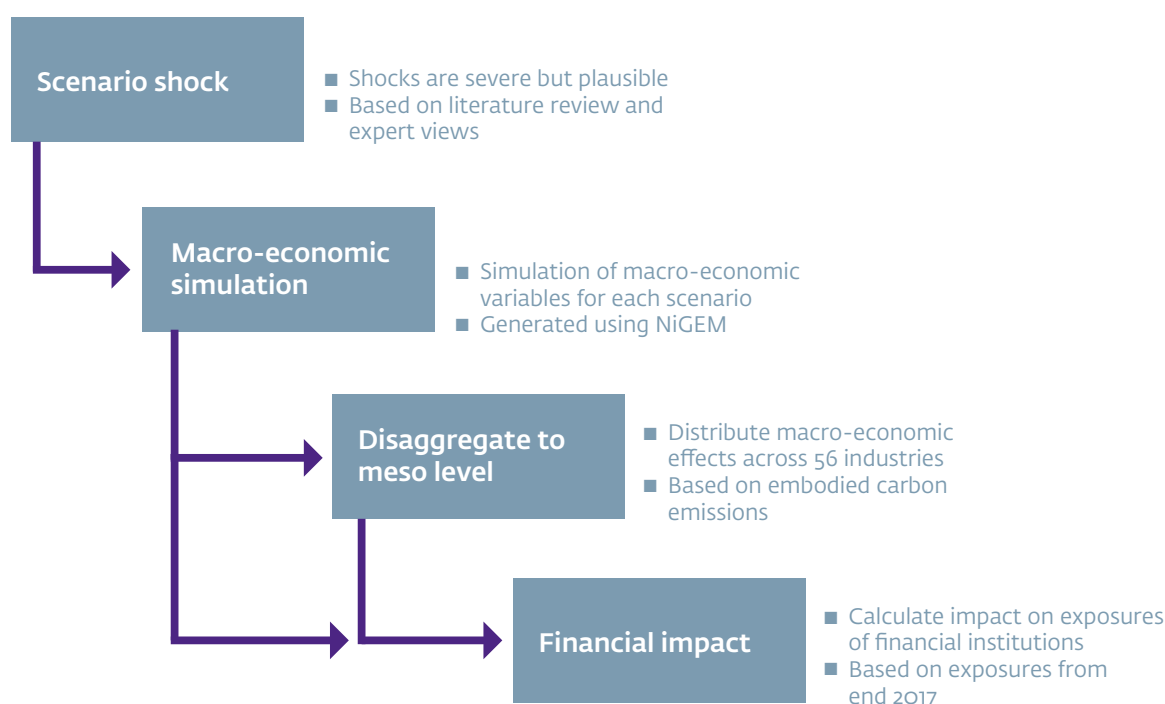 Scenario shock
■ Shocks are severe but plausible
■ Based on literature review and
expert views
Macro-economic
simulation
■ Simulation of macro-economic
variables for each scenario
■ Generated using NiGEM
Disaggregate to
meso level
■ Distribute macro-economic
effects across 56 industries
■ Based on embodied carbon
emissions
Financial impact
■ Calculate impact on exposures
of financial institutions
■ Based on exposures from
end 2017